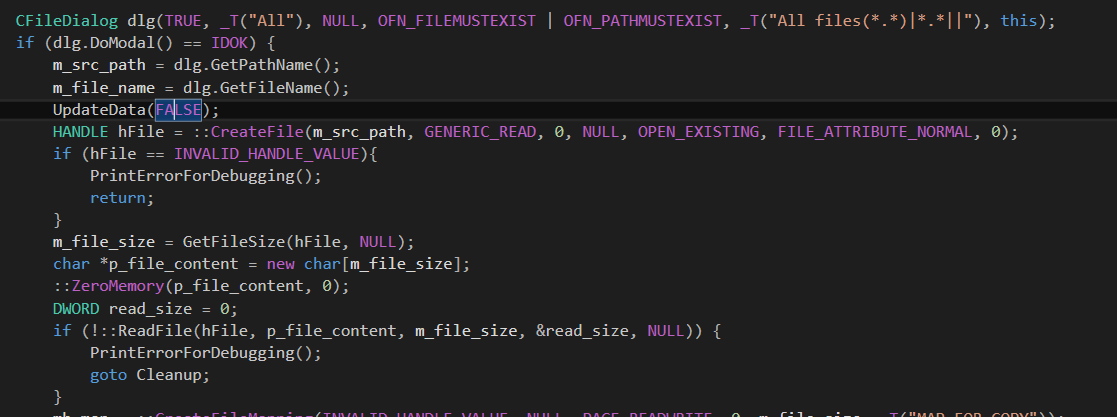 CFileDialog dlg(TRUE, _T("All"), NULL, OFN_FILEMUSTEXIST | OFN_PATHMUSTEXIST, _T("All files(*.*)|*.*||"), this);
if (dlg.DoModal() == IDOK) {
m_src_path = dlg.GetPathName();
m_file_name = dlg.GetFileName();
UpdateData(FALSE);
HANDLE hFile = ::CreateFile(m_src_path, GENERIC_READ, 0, NULL, OPEN_EXISTING, FILE_ATTRIBUTE_NORMAL, 0);
if (hFile == INVALID_HANDLE_VALUE){
PrintErrorForDebugging();
return;
}
m_file_size = GetFileSize(hFile, NULL);
char *p_file_content = new char[m_file_size];
::ZeroMemory(p_file_content, 0);
DWORD read_size = 0;
if (!::ReadFile(hFile, p_file_content, m_file_size, &read_size, NULL)) {
PrintErrorForDebugging();
goto Cleanup;
}